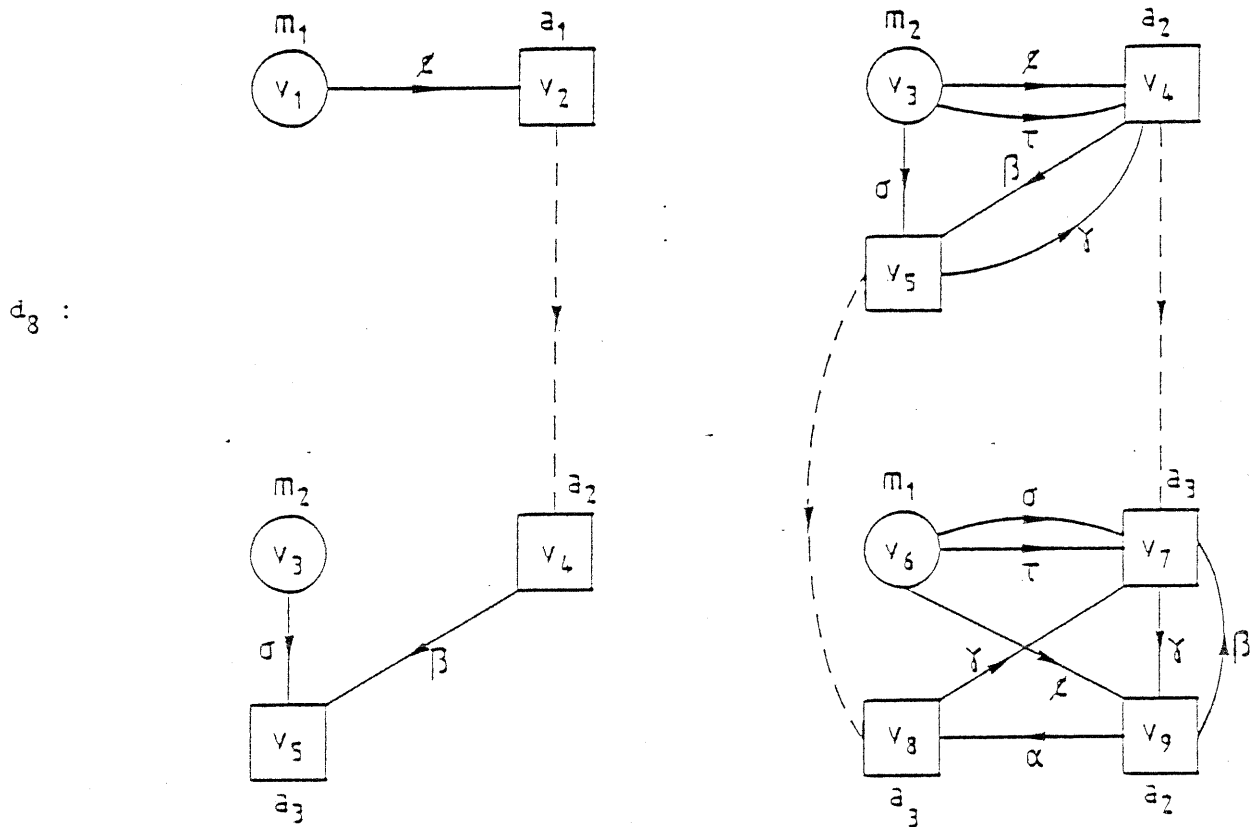 m₁ a₁ m₂ a₂
v₁ ɫ v₂ v₃ ɫ v₄
τ
β
σ
γ
v₅
d₈ :
m₂ a₂ m₁ a₃
σ
v₃ v₄ v₆ v₇
τ
σ β γ ɫ γ β
v₅ v₈ α v₉
a₃ a₃ a₂